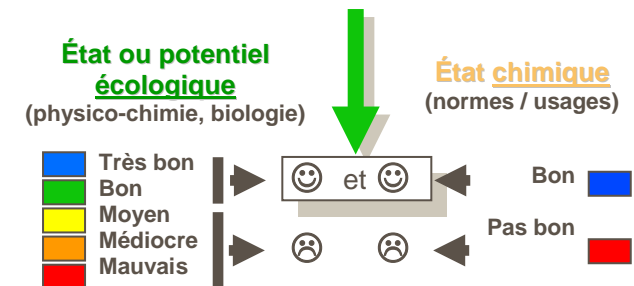 État ou potentiel
écologique
(physico-chimie, biologie)
État chimique
(normes / usages)
Très bon
Bon
Moyen
Médiocre
Mauvais
et
Bon
Pas bon